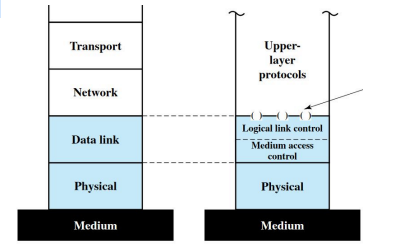 Transport
Network
Data link
Physical
Medium
Upper-
layer
protocols
Logical link control
Medium access
control
Physical
Medium